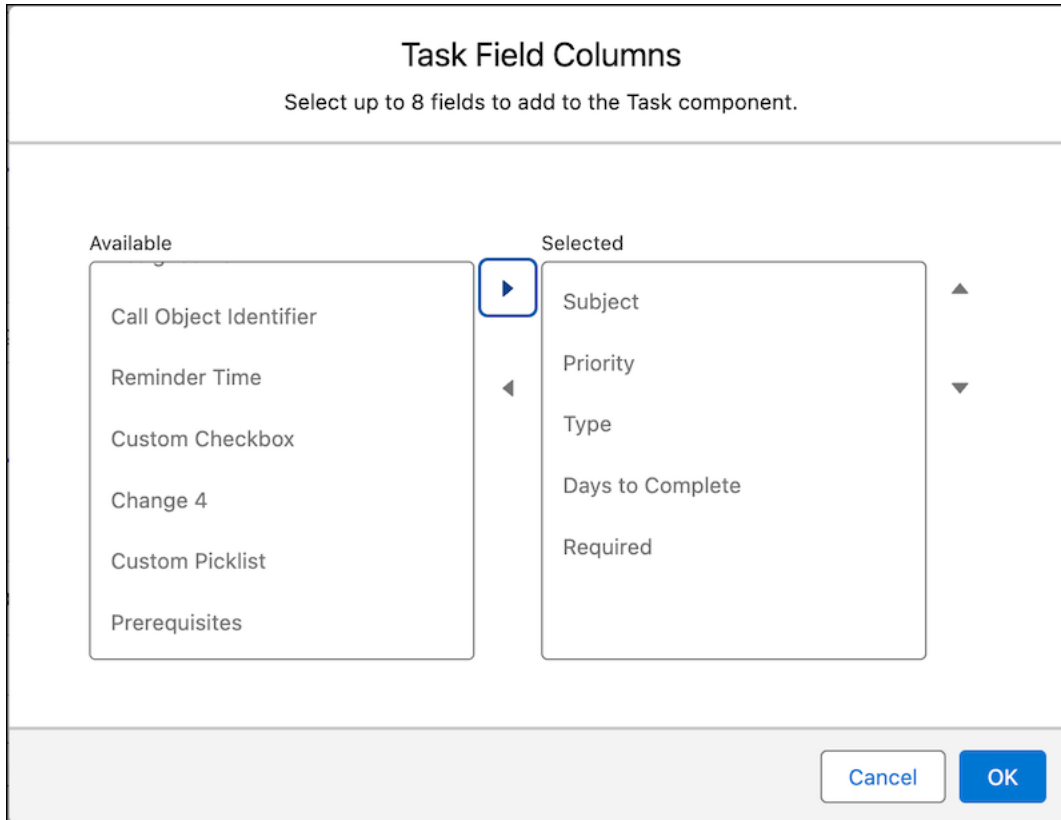 Task Field Columns
Select up to 8 fields to add to the Task component.
Available
Selected
Call Object Identifier
Reminder Time
Custom Checkbox
Change 4
Custom Picklist
Prerequisites
Subject
Priority
Type
Days to Complete
Required
Cancel
OK